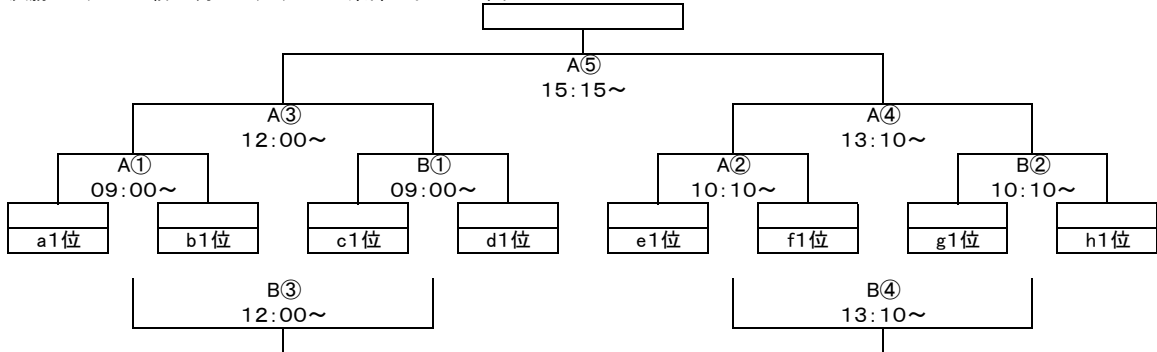 A⑤
15:15～
A③
A④
12:00～
13:10～
A①
B①
A②
B②
09:00～
09:00～
10:10～
10:10～
a1位
b1位
c1位
d1位
e1位
f1位
g1位
h1位
B③
B④
12:00～
13:10～